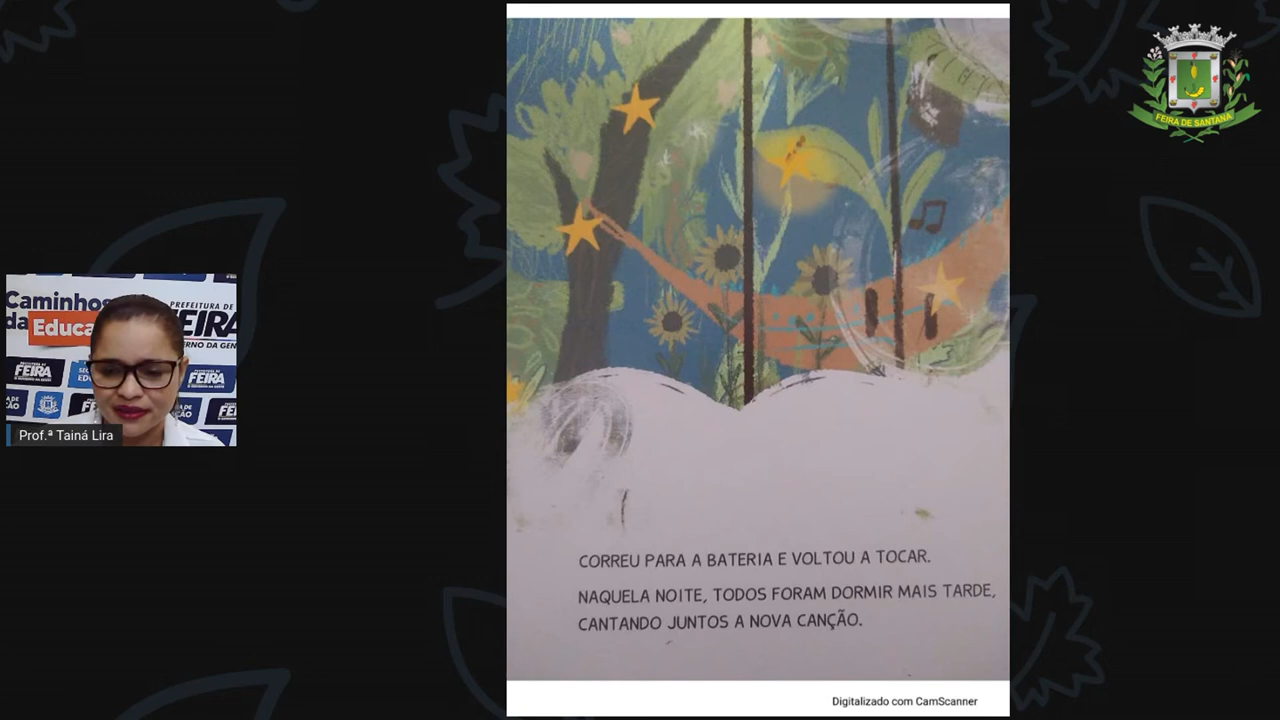 FEIRA DE SANTANA
Caminhos
da Educa
PREFEITURA DE
FEIRA
FEIRA
FEIRA
Prof.ª Tainá Lira
CORREU PARA A BATERIA E VOLTOU A TOCAR.
NAQUELA NOITE, TODOS FORAM DORMIR MAIS TARDE,
CANTANDO JUNTOS A NOVA CANÇÃO.
Digitalizado com CamScanner